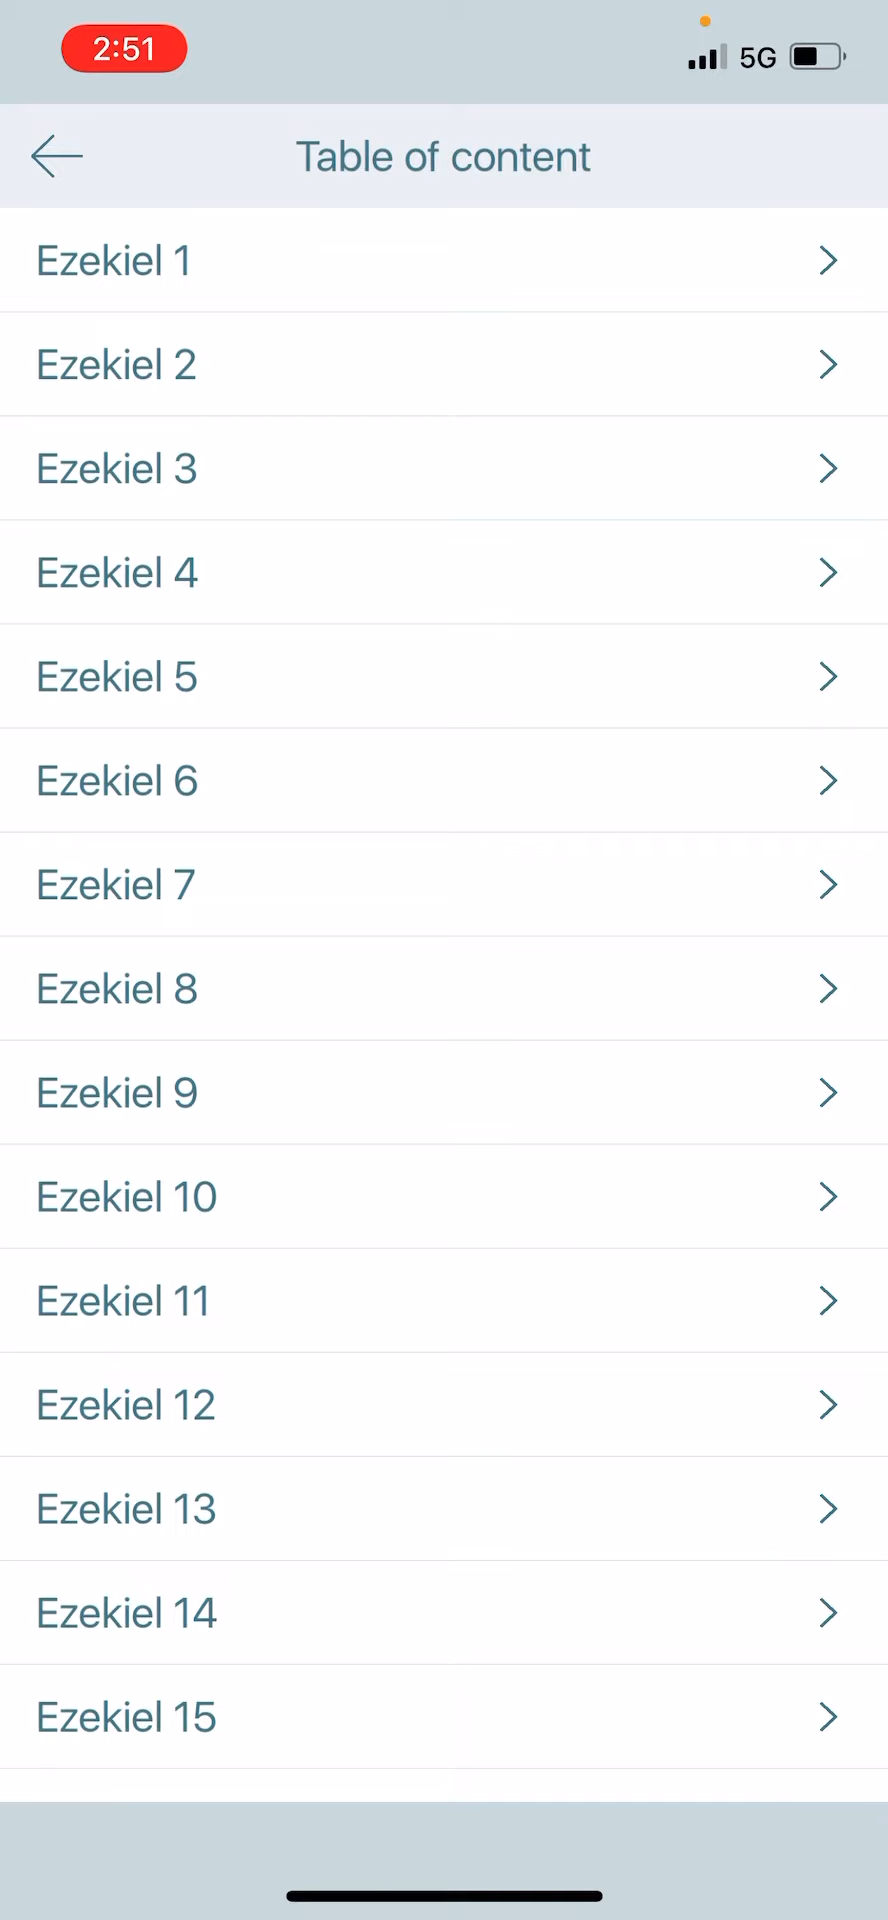 2:51
5G
Table of content
Ezekiel 1
Ezekiel 2
Ezekiel 3
Ezekiel 4
Ezekiel 5
Ezekiel 6
Ezekiel 7
Ezekiel 8
Ezekiel 9
Ezekiel 10
Ezekiel 11
Ezekiel 12
Ezekiel 13
Ezekiel 14
Ezekiel 15